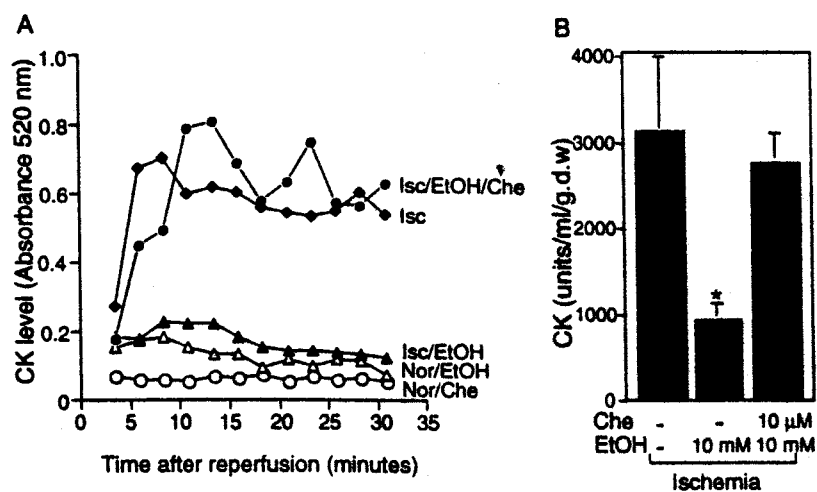 A
CK level (Absorbance 520 nm)
1.0
0.8
0.6
0.4
0.2
0
0 5 10 15 20 25 30 35
Time after reperfusion (minutes)
Isc/EtOH/Che
Isc
Isc/EtOH
Nor/EtOH
Nor/Che
B
CK (units/ml/g.d.w)
4000
3000
2000
1000
0
*
Che - - 10 µM
EtOH - 10 mM 10 mM
Ischemia